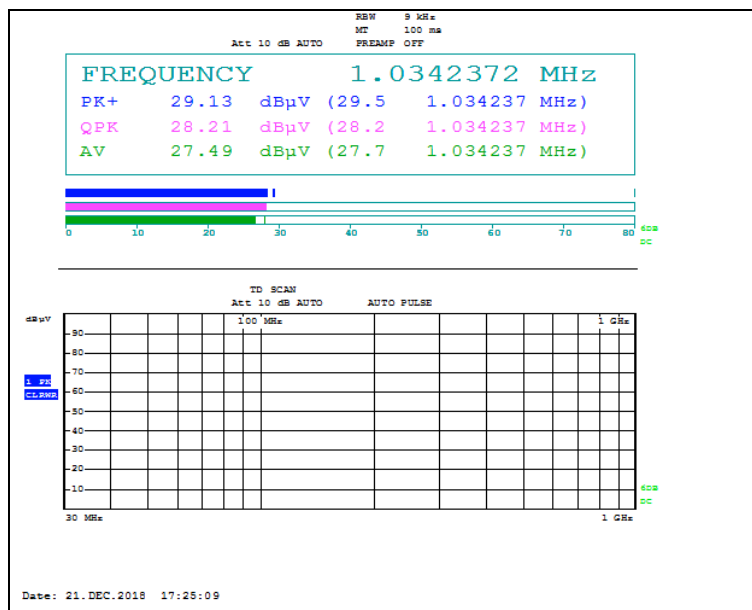 RBW 9 kHz
MT 100 ms
Att 10 dB AUTO PREAMP OFF
FREQUENCY 1.0342372 MHz
PK+ 29.13 dBµV (29.5 1.034237 MHz)
QPK 28.21 dBµV (28.2 1.034237 MHz)
AV 27.49 dBµV (27.7 1.034237 MHz)
0 10 20 30 40 50 60 70 80
6DB
DC
TD SCAN
Att 10 dB AUTO AUTO PULSE
dBµV
100 MHz 1 GHz
90
80
70
1 PK
60
CLRWR
50
40
30
20
10
6DB
DC
30 MHz 1 GHz
Date: 21.DEC.2018 17:25:09